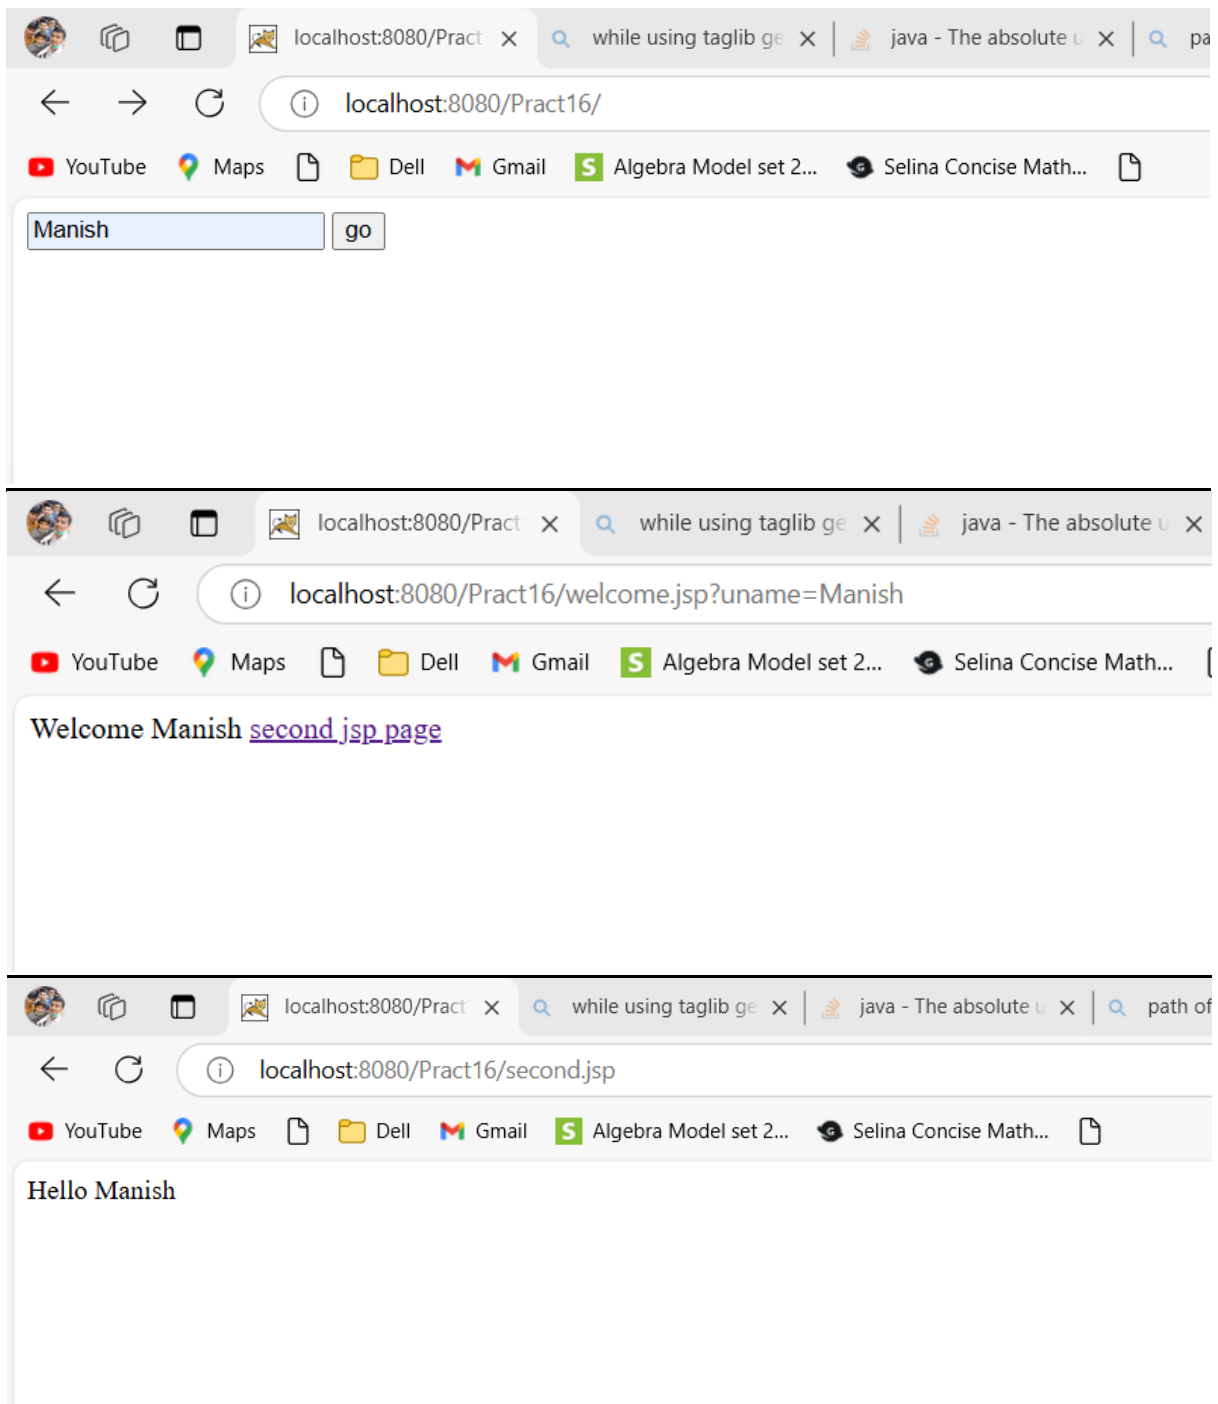 localhost:8080/Pract while using taglib ge java - The absolute u pa
localhost:8080/Pract16/
YouTube Maps Dell Gmail Algebra Model set 2... Selina Concise Math...
Manish go
localhost:8080/Pract while using taglib ge java - The absolute u
localhost:8080/Pract16/welcome.jsp?uname=Manish
YouTube Maps Dell Gmail Algebra Model set 2... Selina Concise Math...
Welcome Manish second jsp page
localhost:8080/Pract while using taglib ge java - The absolute u path of
localhost:8080/Pract16/second.jsp
YouTube Maps Dell Gmail Algebra Model set 2... Selina Concise Math...
Hello Manish